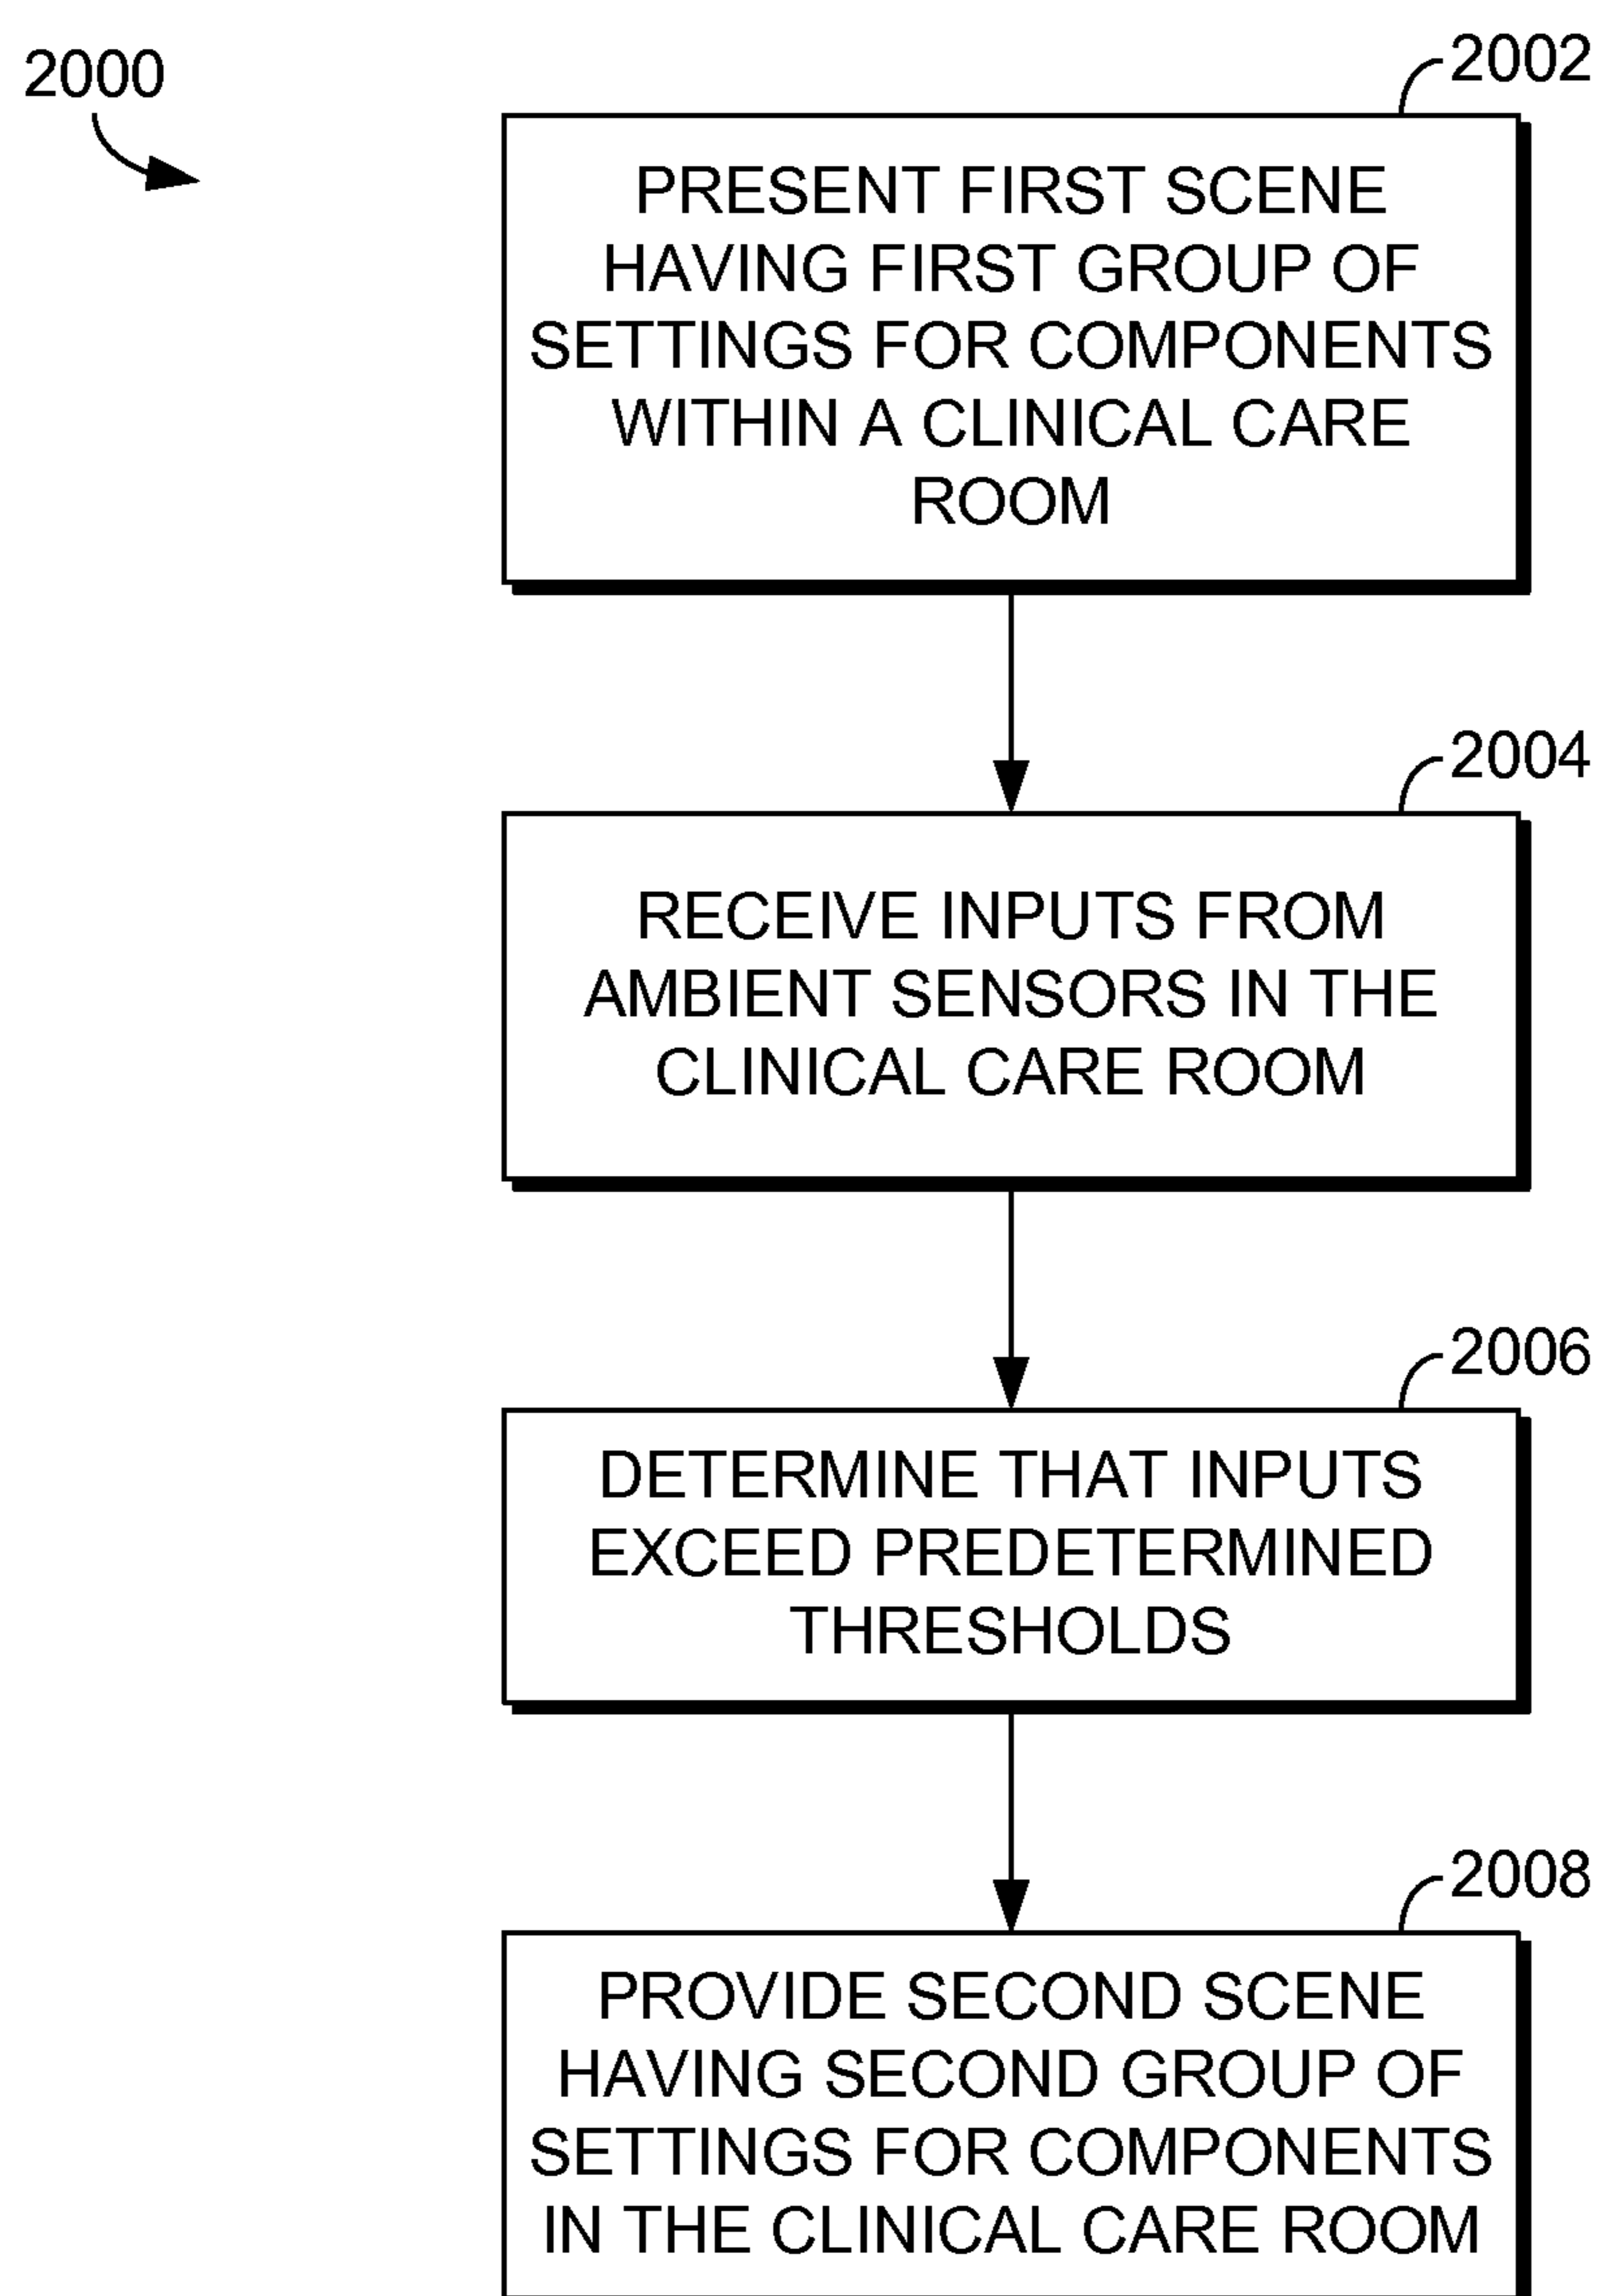 2000
2002
PRESENT FIRST SCENE
HAVING FIRST GROUP OF
SETTINGS FOR COMPONENTS
WITHIN A CLINICAL CARE
ROOM
2004
RECEIVE INPUTS FROM
AMBIENT SENSORS IN THE
CLINICAL CARE ROOM
2006
DETERMINE THAT INPUTS
EXCEED PREDETERMINED
THRESHOLDS
2008
PROVIDE SECOND SCENE
HAVING SECOND GROUP OF
SETTINGS FOR COMPONENTS
IN THE CLINICAL CARE ROOM